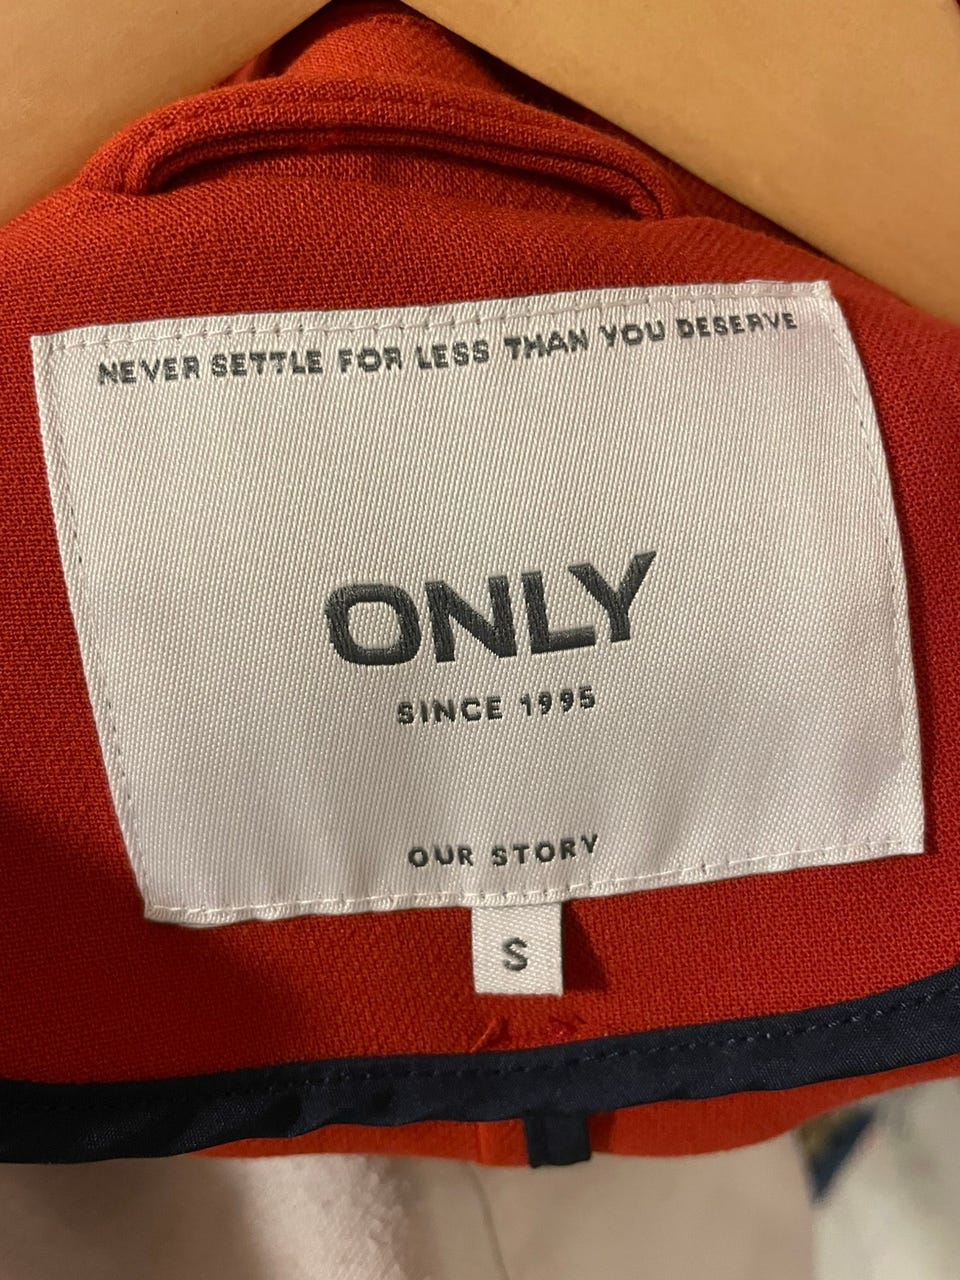 NEVER SETTLE FOR LESS THAN YOU DESERVE
ONLY
SINCE 1995
OUR STORY
S